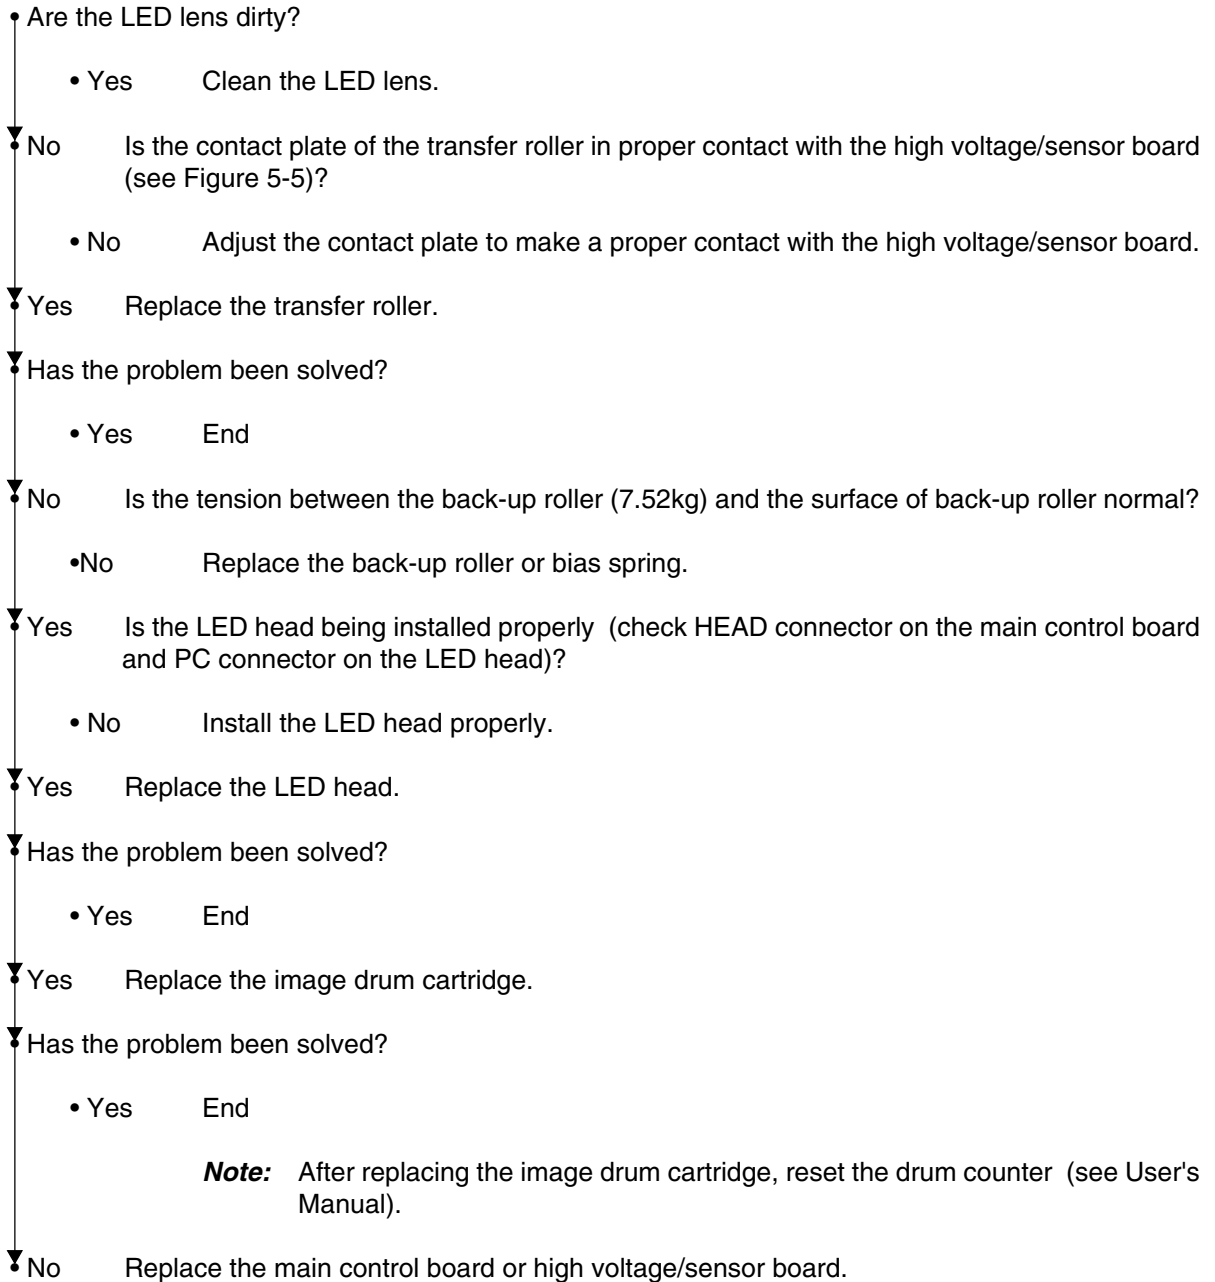 • Are the LED lens dirty?
• Yes Clean the LED lens.
• No Is the contact plate of the transfer roller in proper contact with the high voltage/sensor board
(see Figure 5-5)?
• No Adjust the contact plate to make a proper contact with the high voltage/sensor board.
• Yes Replace the transfer roller.
• Has the problem been solved?
• Yes End
• No Is the tension between the back-up roller (7.52kg) and the surface of back-up roller normal?
•No Replace the back-up roller or bias spring.
• Yes Is the LED head being installed properly (check HEAD connector on the main control board
and PC connector on the LED head)?
• No Install the LED head properly.
• Yes Replace the LED head.
• Has the problem been solved?
• Yes End
• Yes Replace the image drum cartridge.
• Has the problem been solved?
• Yes End
Note: After replacing the image drum cartridge, reset the drum counter (see User's
Manual).
• No Replace the main control board or high voltage/sensor board.